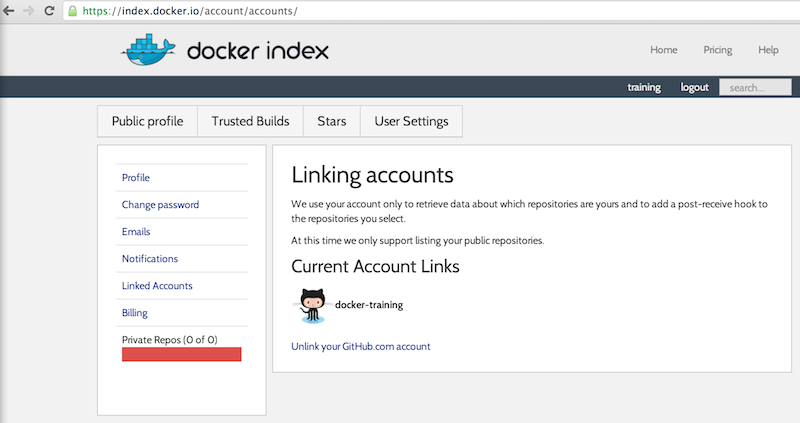 https://index.docker.io/account/accounts/
docker index
Home Pricing Help
training logout search...
Public profile Trusted Builds Stars User Settings
Profile
Change password
Emails
Notifications
Linked Accounts
Billing
Private Repos (0 of 0)
Linking accounts
We use your account only to retrieve data about which repositories are yours and to add a post-receive hook to
the repositories you select.
At this time we only support listing your public repositories.
Current Account Links
docker-training
Unlink your GitHub.com account